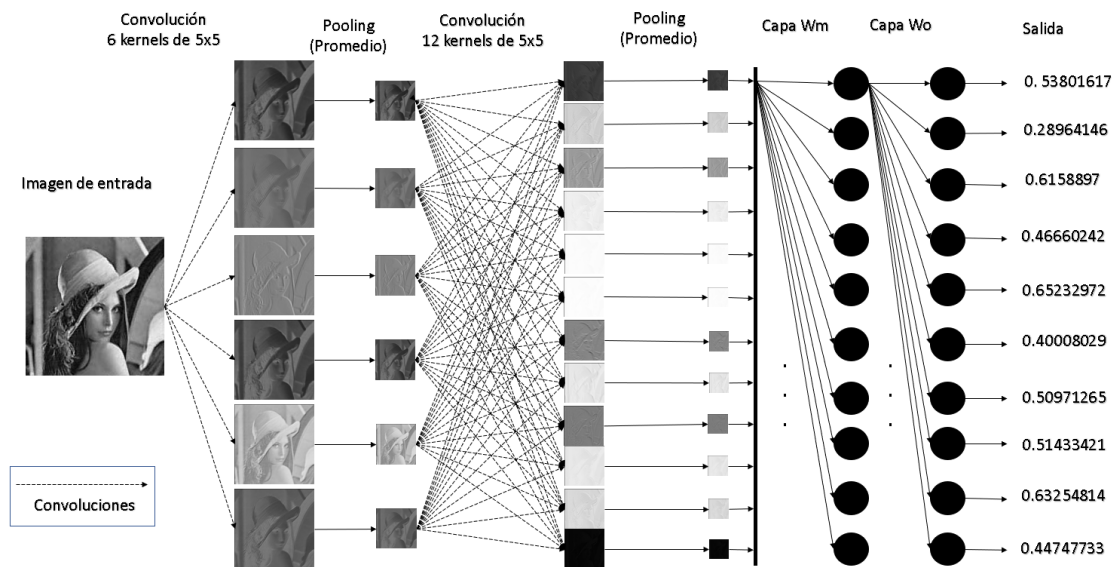 Convolución
6 kernels de 5x5
Pooling
(Promedio)
Convolución
12 kernels de 5x5
Pooling
(Promedio)
Capa Wm
Capa Wo
Salida
Imagen de entrada
Convoluciones
0. 53801617
0.28964146
0.6158897
0.46660242
0.65232972
0.40008029
0.50971265
0.51433421
0.63254814
0.44747733